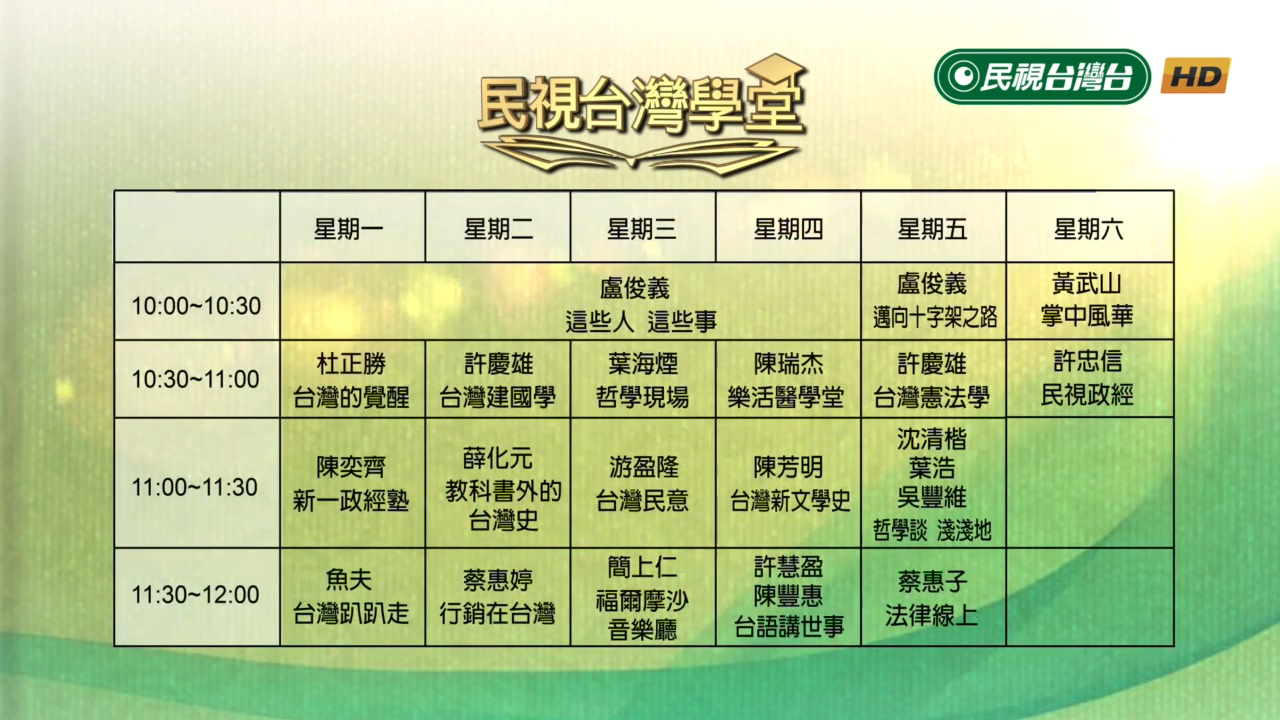 民視台灣學堂
民視台灣台 HD
星期一 星期二 星期三 星期四 星期五 星期六
10:00~10:30
盧俊義
這些人 這些事
盧俊義
邁向十字架之路
黃武山
掌中風華
10:30~11:00
杜正勝
台灣的覺醒
許慶雄
台灣建國學
葉海煙
哲學現場
陳瑞杰
樂活醫學堂
許慶雄
台灣憲法學
許忠信
民視政經
11:00~11:30
陳奕齊
新一政經塾
薛化元
教科書外的
台灣史
游盈隆
台灣民意
陳芳明
台灣新文學史
沈清楷
葉浩
吳豐維
哲學談 淺淺地
11:30~12:00
魚夫
台灣趴趴走
蔡惠婷
行銷在台灣
簡上仁
福爾摩沙
音樂廳
許慧盈
陳豐惠
台語講世事
蔡惠子
法律線上